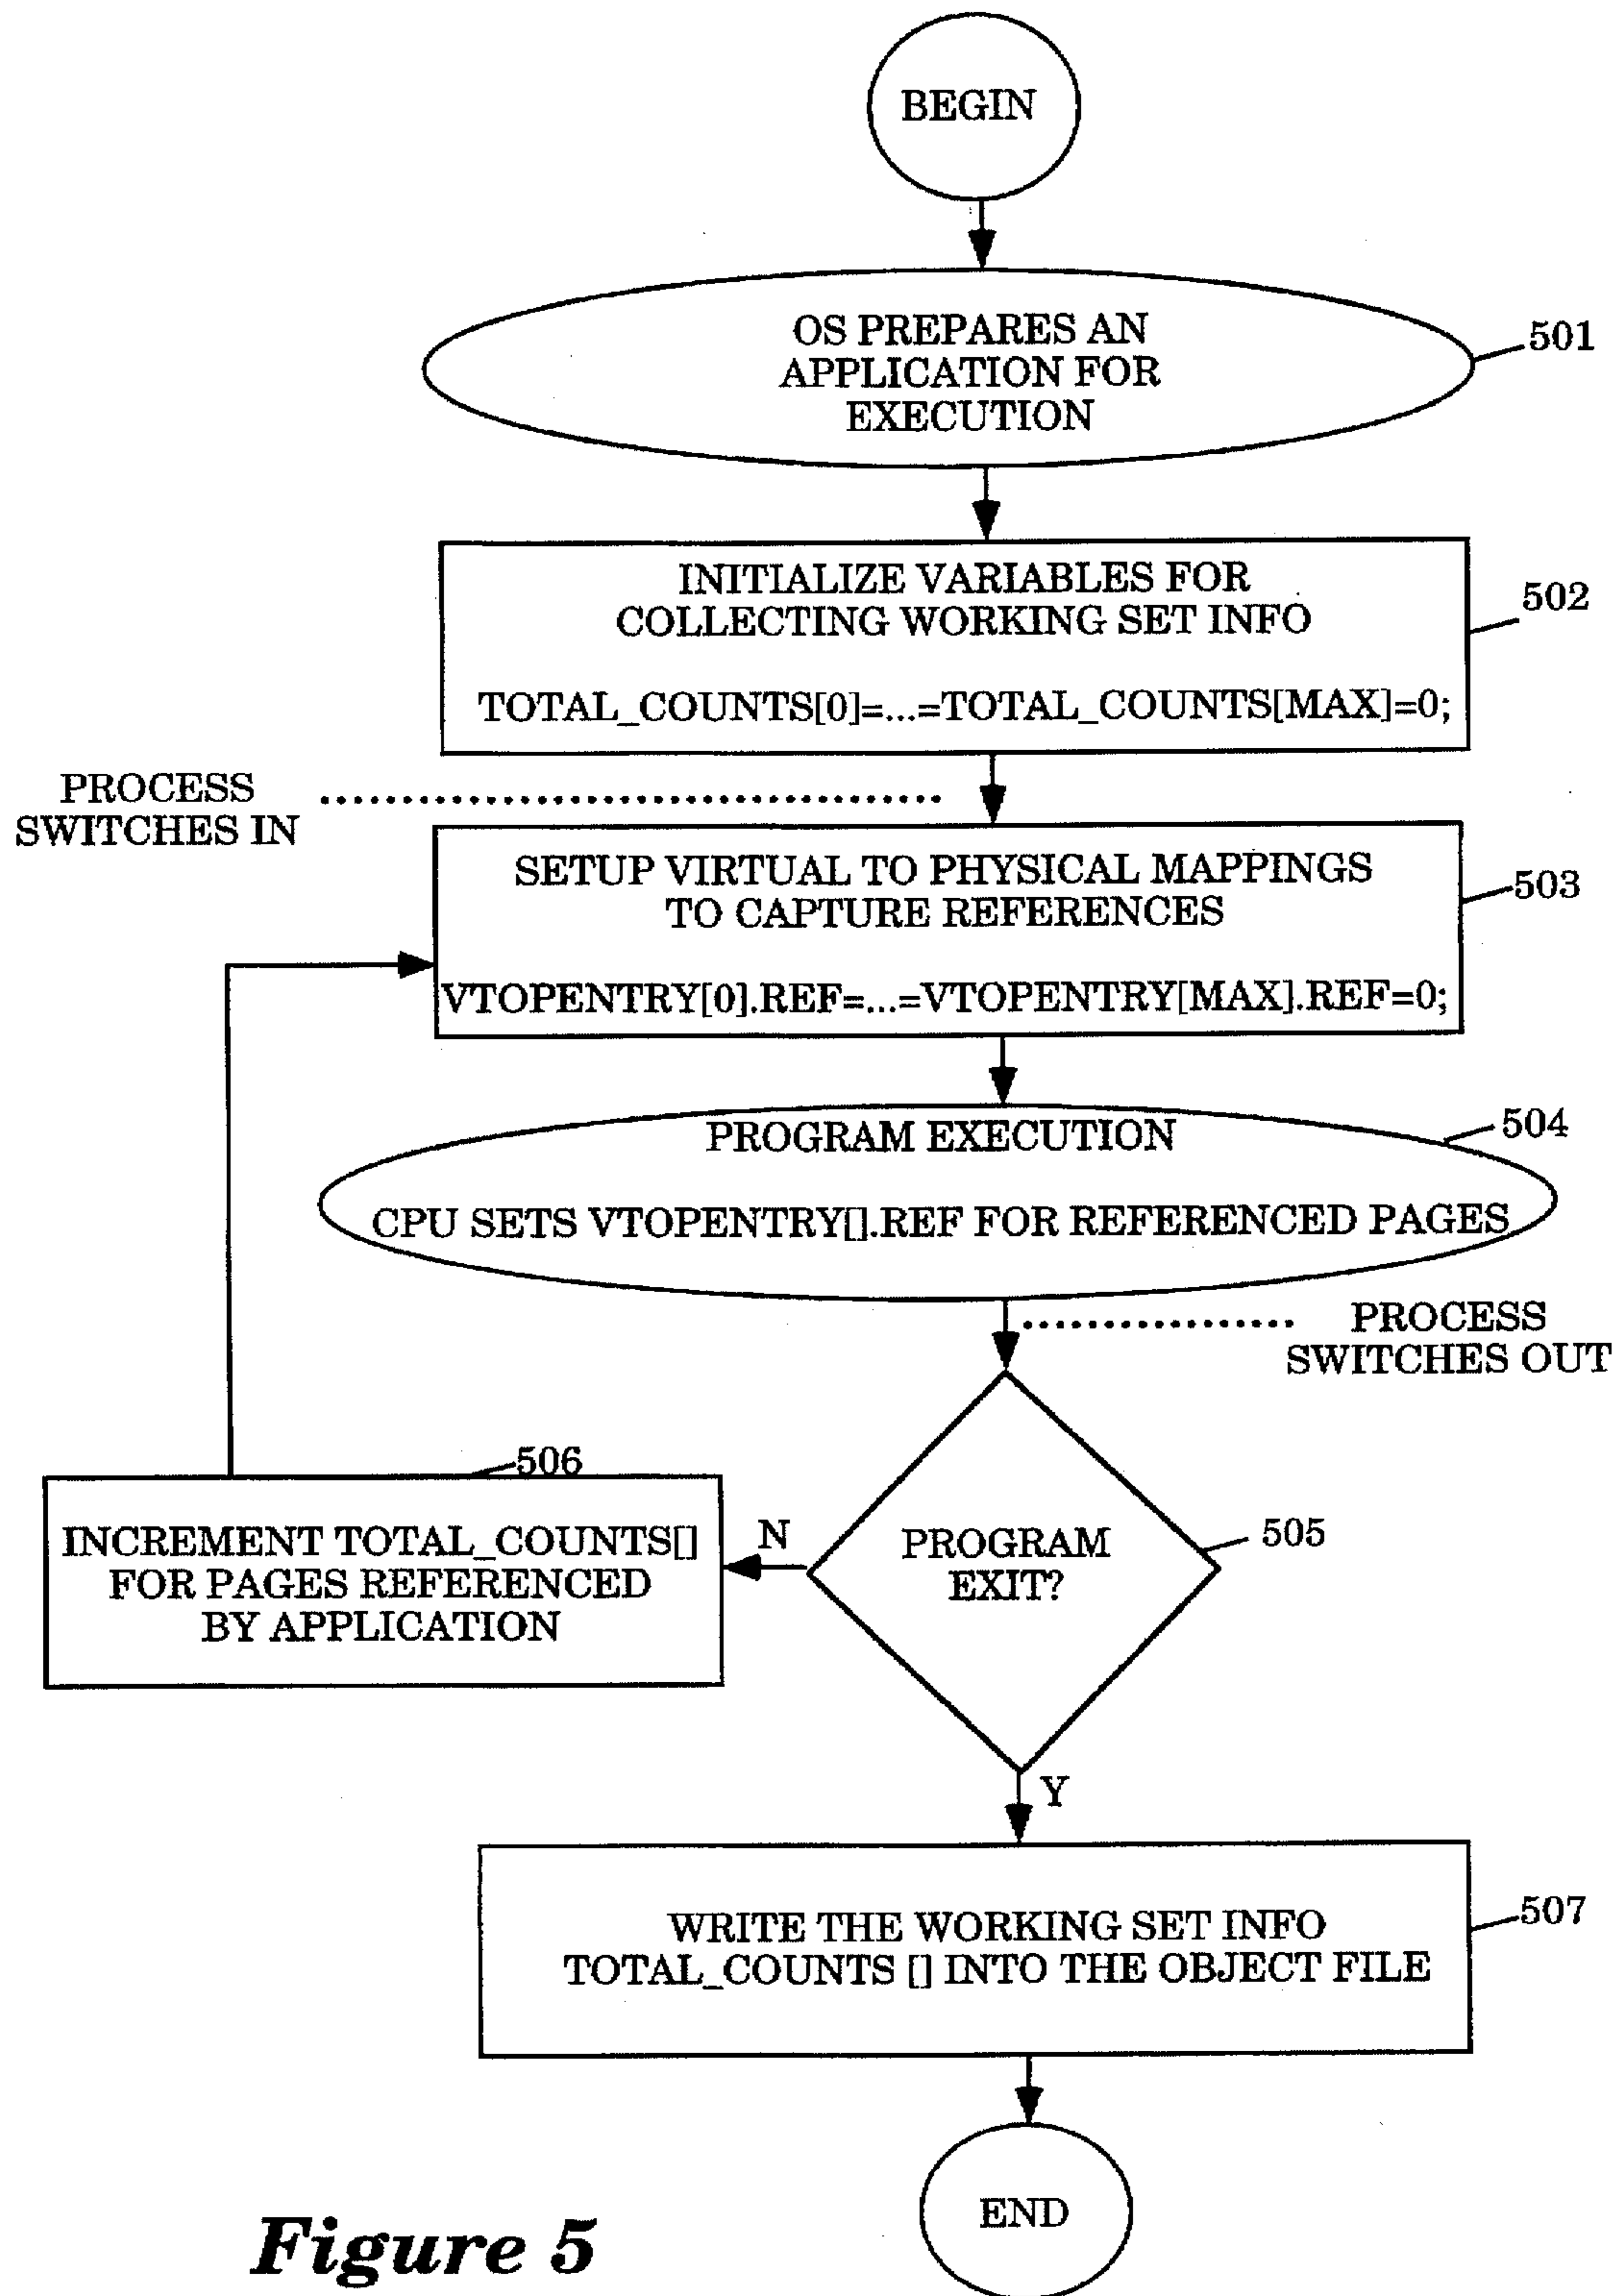 BEGIN
OS PREPARES AN
APPLICATION FOR
EXECUTION
501
INITIALIZE VARIABLES FOR
COLLECTING WORKING SET INFO
TOTAL_COUNTS[0]=...=TOTAL_COUNTS[MAX]=0;
502
PROCESS
SWITCHES IN
SETUP VIRTUAL TO PHYSICAL MAPPINGS
TO CAPTURE REFERENCES
VTOPENTRY[0].REF=...=VTOPENTRY[MAX].REF=0;
503
PROGRAM EXECUTION
CPU SETS VTOPENTRY[].REF FOR REFERENCED PAGES
504
PROCESS
SWITCHES OUT
PROGRAM
EXIT?
505
N
506
INCREMENT TOTAL_COUNTS[]
FOR PAGES REFERENCED
BY APPLICATION
Y
WRITE THE WORKING SET INFO
TOTAL_COUNTS [] INTO THE OBJECT FILE
507
END
Figure 5